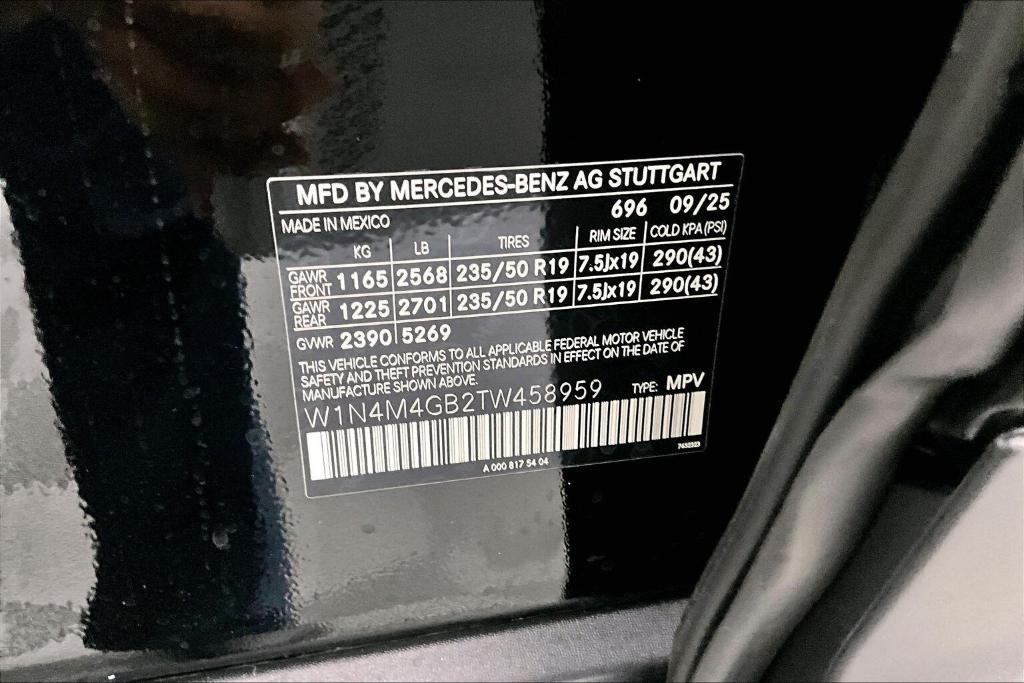 MFD BY MERCEDES-BENZ AG STUTTGART
MADE IN MEXICO 696 09/25
KG LB TIRES RIM SIZE COLD KPA (PSI)
GAWR FRONT 1165 2568 235/50 R19 7.5Jx19 290(43)
GAWR REAR 1225 2701 235/50 R19 7.5Jx19 290(43)
GVWR 2390 5269
THIS VEHICLE CONFORMS TO ALL APPLICABLE FEDERAL MOTOR VEHICLE
SAFETY AND THEFT PREVENTION STANDARDS IN EFFECT ON THE DATE OF
MANUFACTURE SHOWN ABOVE.
W1N4M4GB2TW458959 TYPE: MPV
A 000 817 54 04